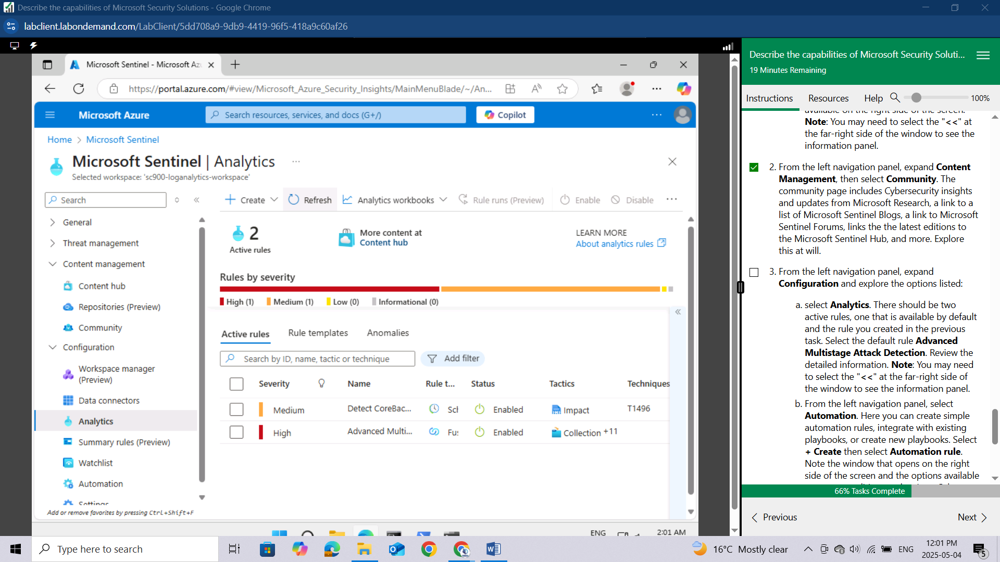 Describe the capabilities of Microsoft Security Solutions - Google Chrome
labclient.labondemand.com/LabClient/5dd708a9-9db9-4419-96f5-418a9c60af26
Microsoft Sentinel - Microsoft Az
https://portal.azure.com/#view/Microsoft_Azure_Security_Insights/MainMenuBlade/~/An...
Microsoft Azure
Search resources, services, and docs (G+/)
Copilot
Home > Microsoft Sentinel
Microsoft Sentinel | Analytics
Selected workspace: 'sc900-loganalytics-workspace'
Search
General
Threat management
Content management
Content hub
Repositories (Preview)
Community
Configuration
Workspace manager
(Preview)
Data connectors
Analytics
Summary rules (Preview)
Watchlist
Automation
Settings
Add or remove favorites by pressing Ctrl+Shift+F
Create
Refresh
Analytics workbooks
Rule runs (Preview)
Enable
Disable
2
Active rules
More content at
Content hub
LEARN MORE
About analytics rules
Rules by severity
High (1)
Medium (1)
Low (0)
Informational (0)
Active rules
Rule templates
Anomalies
Search by ID, name, tactic or technique
Add filter
Severity Name Rule t... Status Tactics Techniques
Medium Detect CoreBac... Scl Enabled Impact T1496
High Advanced Multi... Fu: Enabled Collection +11
ENG
2:01 AM
Describe the capabilities of Microsoft Security Soluti...
19 Minutes Remaining
Instructions
Resources
Help
100%
available on the right side of the screen.
Note: You may need to select the "<<" at
the far-right side of the window to see the
information panel.
2. From the left navigation panel, expand Content
Management, then select Community. The
community page includes Cybersecurity insights
and updates from Microsoft Research, a link to a
list of Microsoft Sentinel Blogs, a link to Microsoft
Sentinel Forums, links the the latest editions to
the Microsoft Sentinel Hub, and more. Explore
this at will.
3. From the left navigation panel, expand
Configuration and explore the options listed:
a. select Analytics. There should be two
active rules, one that is available by default
and the rule you created in the previous
task. Select the default rule Advanced
Multistage Attack Detection. Review the
detailed information. Note: You may need
to select the "<<" at the far-right side of
the window to see the information panel.
b. From the left navigation panel, select
Automation. Here you can create simple
automation rules, integrate with existing
playbooks, or create new playbooks. Select
+ Create then select Automation rule.
Note the window that opens on the right
side of the screen and the options available
66% Tasks Complete
Previous
Next
Type here to search
16°C Mostly clear
ENG
12:01 PM
2025-05-04
5